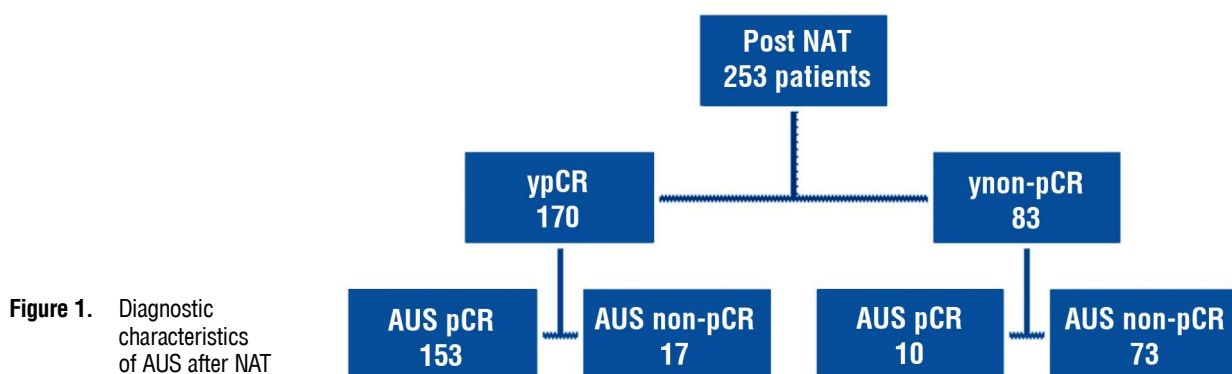 Post NAT
253 patients
ypCR
170
ynon-pCR
83
AUS pCR
153
AUS non-pCR
17
AUS pCR
10
AUS non-pCR
73
Figure 1. Diagnostic
characteristics
of AUS after NAT